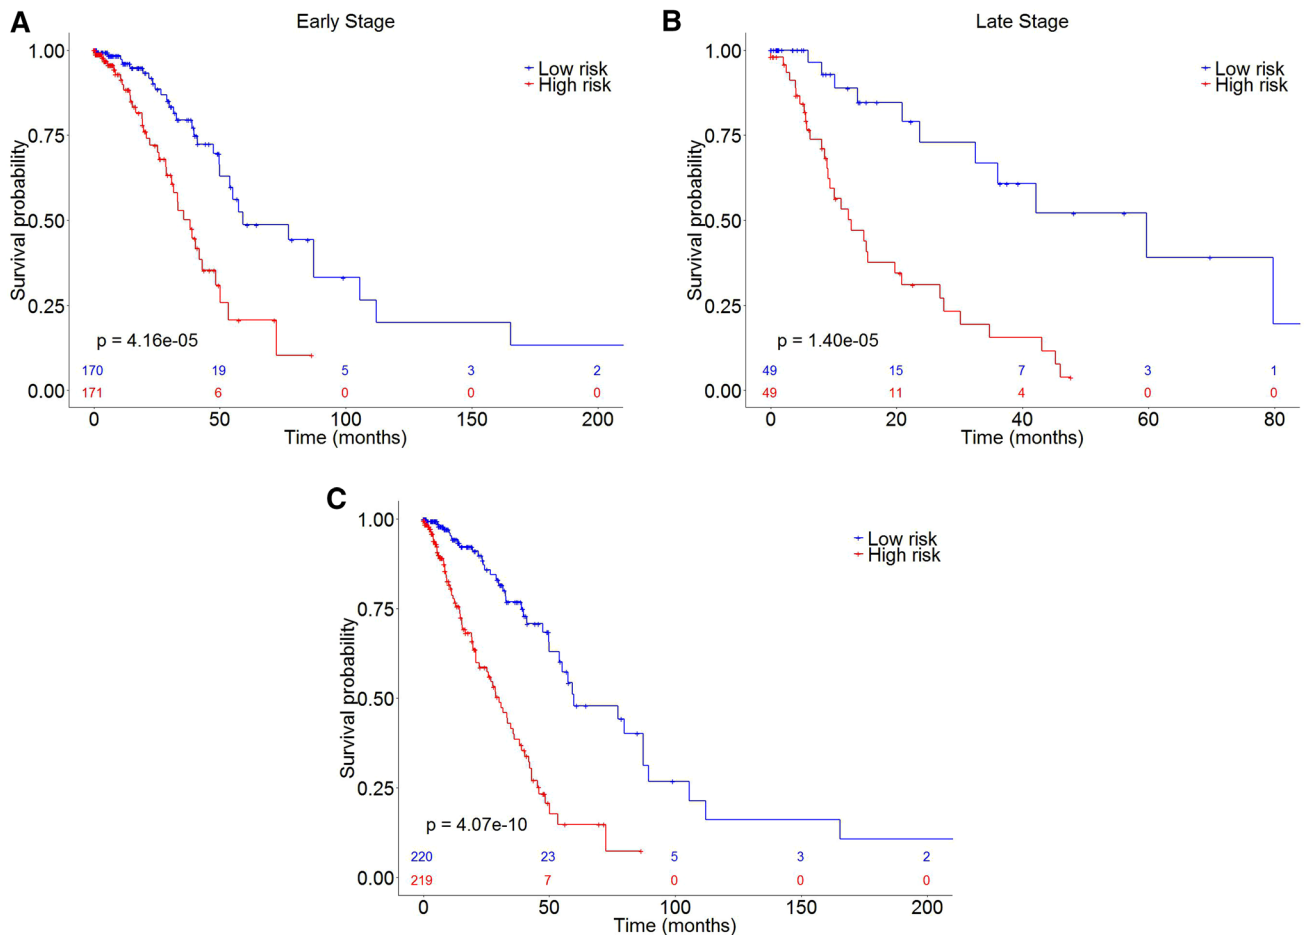 A
Early Stage
Survival probability
1.00
0.75
0.50
0.25
0.00
Low risk
High risk
p = 4.16e-05
170 19 5 3 2
171 6 0 0 0
0 50 100 150 200
Time (months)
B
Late Stage
Survival probability
1.00
0.75
0.50
0.25
0.00
Low risk
High risk
p = 1.40e-05
49 15 7 3 1
49 11 4 0 0
0 20 40 60 80
Time (months)
C
Survival probability
1.00
0.75
0.50
0.25
0.00
Low risk
High risk
p = 4.07e-10
220 23 5 3 2
219 7 0 0 0
0 50 100 150 200
Time (months)